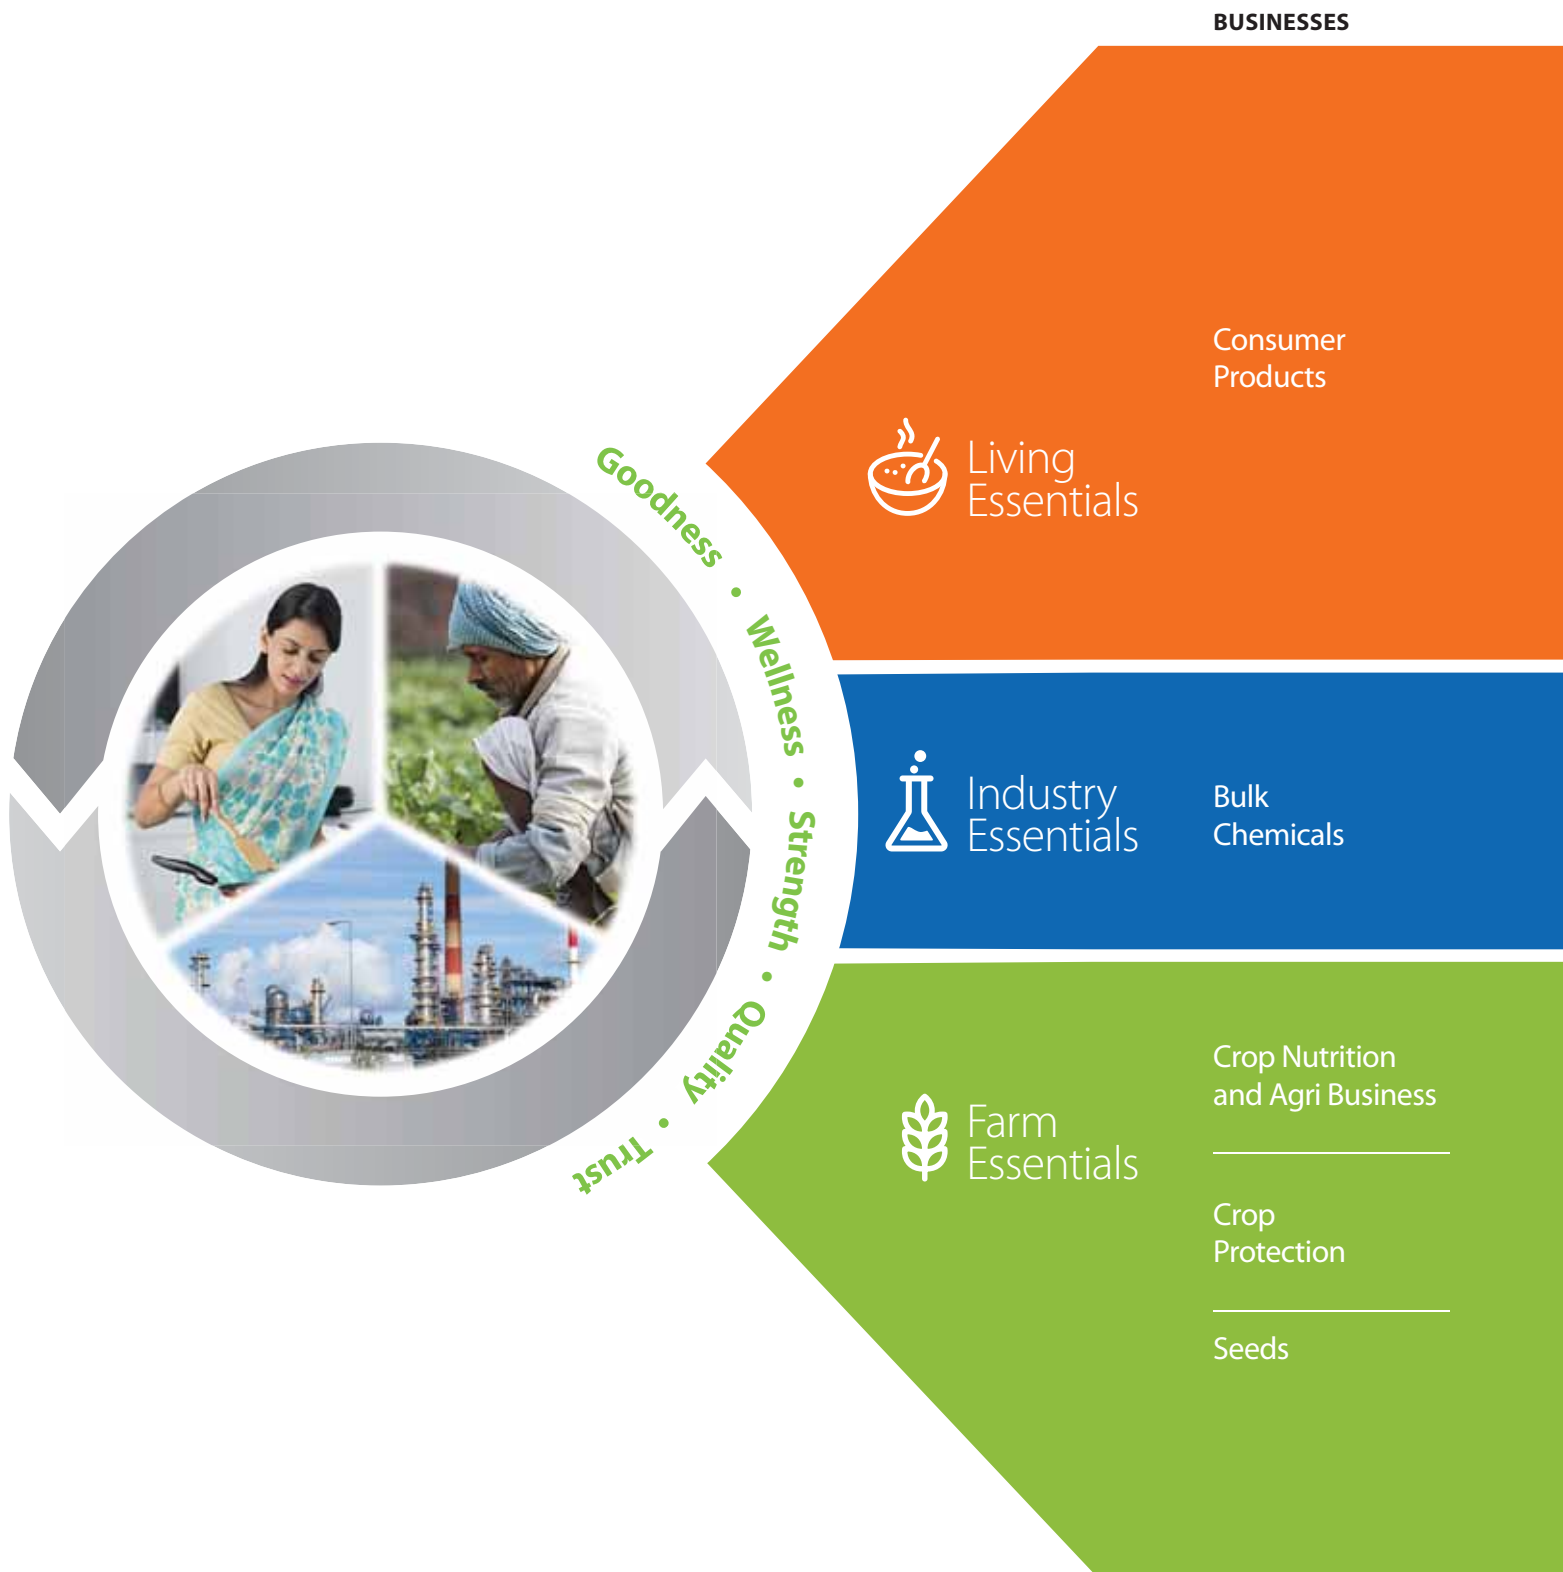 BUSINESSES
Goodness • Wellness • Strength • Quality • Trust
Living
Essentials
Consumer
Products
Industry
Essentials
Bulk
Chemicals
Farm
Essentials
Crop Nutrition
and Agri Business
Crop
Protection
Seeds